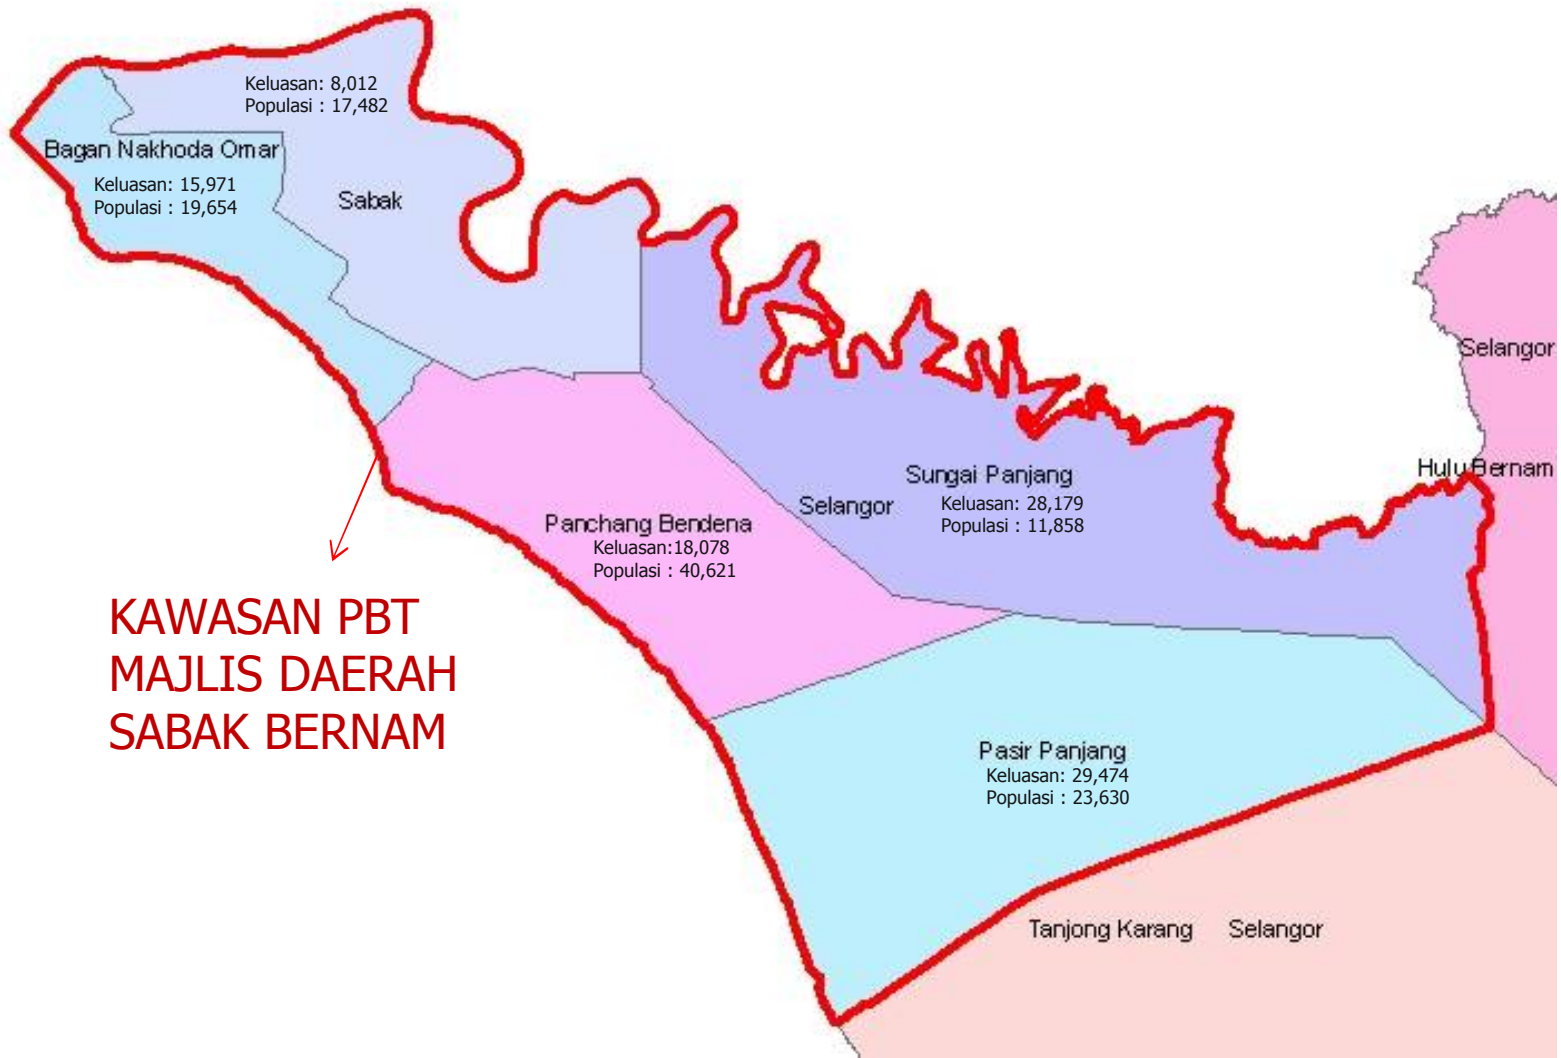 Keluasan: 8,012
Populasi : 17,482
Bagan Nakhoda Omar
Keluasan: 15,971
Populasi : 19,654
Sabak
Selangor
Hulu Bernam
Sungai Panjang
Keluasan: 28,179
Populasi : 11,858
Selangor
Panchang Bendena
Keluasan:18,078
Populasi : 40,621
KAWASAN PBT
MAJLIS DAERAH
SABAK BERNAM
Pasir Panjang
Keluasan: 29,474
Populasi : 23,630
Tanjong Karang Selangor